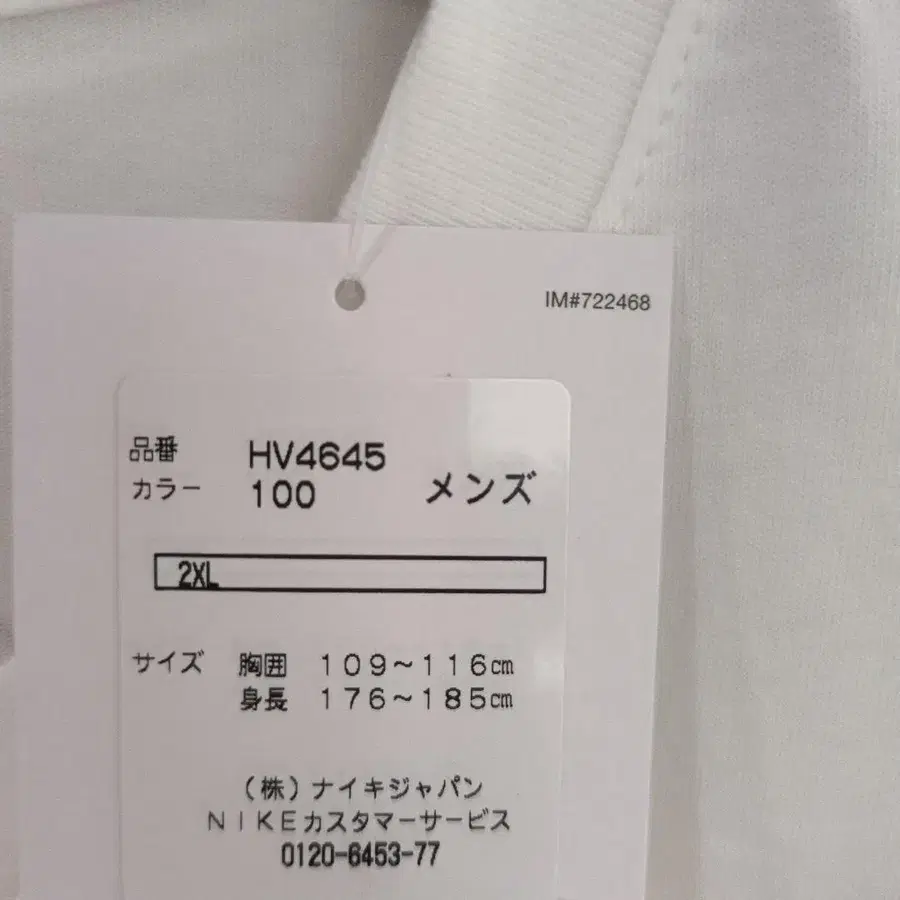 IM#722468
品番 HV4645
カラー 100 メンズ
2XL
サイズ 胸囲 109〜116㎝
身長 176〜185㎝
(株)ナイキジャパン
NIKEカスタマーサービス
0120-6453-77